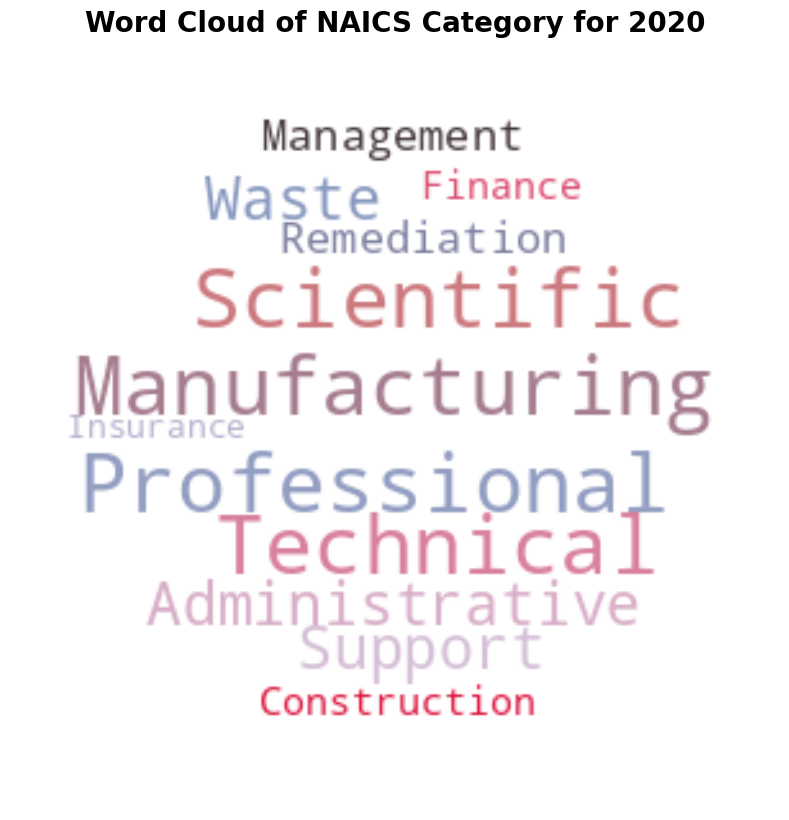 Word Cloud of NAICS Category for 2020
Management
Waste
Finance
Remediation
Scientific
Manufacturing
Insurance
Professional
Technical
Administrative
Support
Construction